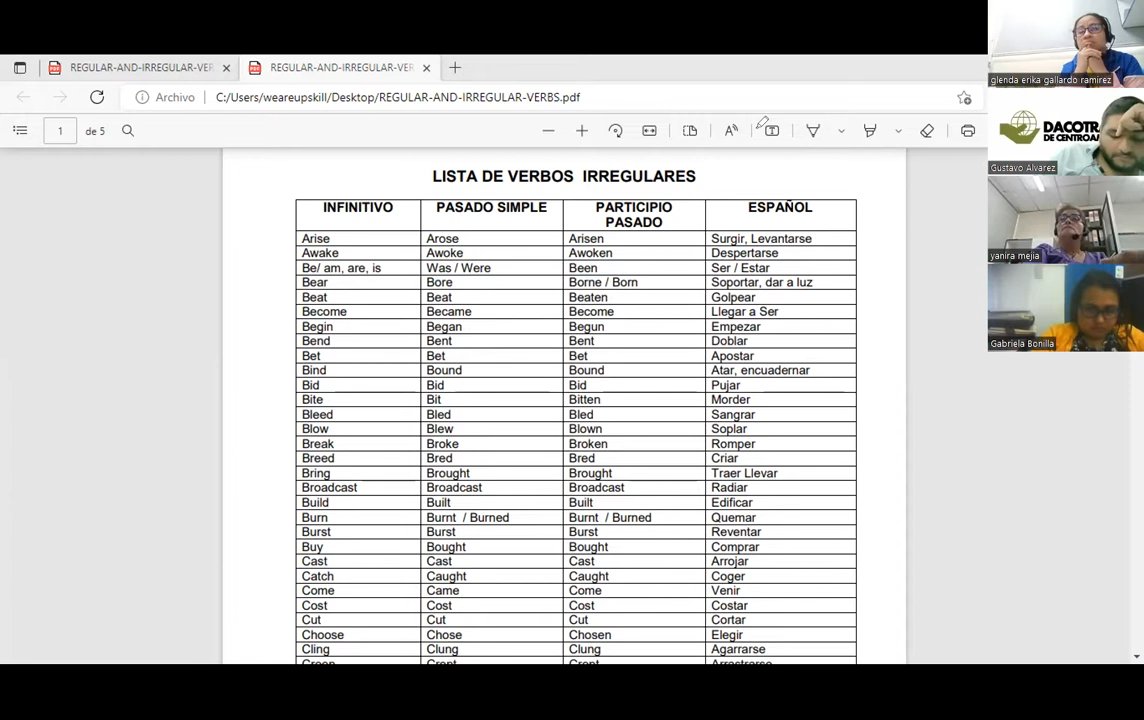 REGULAR-AND-IRREGULAR-VER
REGULAR-AND-IRREGULAR-VER
Archivo
C:/Users/weareupskill/Desktop/REGULAR-AND-IRREGULAR-VERBS.pdf
1 de 5
LISTA DE VERBOS IRREGULARES
INFINITIVO PASADO SIMPLE PARTICIPIO PASADO ESPAÑOL
Arise Arose Arisen Surgir, Levantarse
Awake Awoke Awoken Despertarse
Be/ am, are, is Was / Were Been Ser / Estar
Bear Bore Borne / Born Soportar, dar a luz
Beat Beat Beaten Golpear
Become Became Become Llegar a Ser
Begin Began Begun Empezar
Bend Bent Bent Doblar
Bet Bet Bet Apostar
Bind Bound Bound Atar, encuadernar
Bid Bid Bid Pujar
Bite Bit Bitten Morder
Bleed Bled Bled Sangrar
Blow Blew Blown Soplar
Break Broke Broken Romper
Breed Bred Bred Criar
Bring Brought Brought Traer Llevar
Broadcast Broadcast Broadcast Radiar
Build Built Built Edificar
Burn Burnt / Burned Burnt / Burned Quemar
Burst Burst Burst Reventar
Buy Bought Bought Comprar
Cast Cast Cast Arrojar
Catch Caught Caught Coger
Come Came Come Venir
Cost Cost Cost Costar
Cut Cut Cut Cortar
Choose Chose Chosen Elegir
Cling Clung Clung Agarrarse
glenda erika gallardo ramirez
DACOTR
DE CENTROA
Gustavo Alvarez
yanira mejia
Gabriela Bonilla